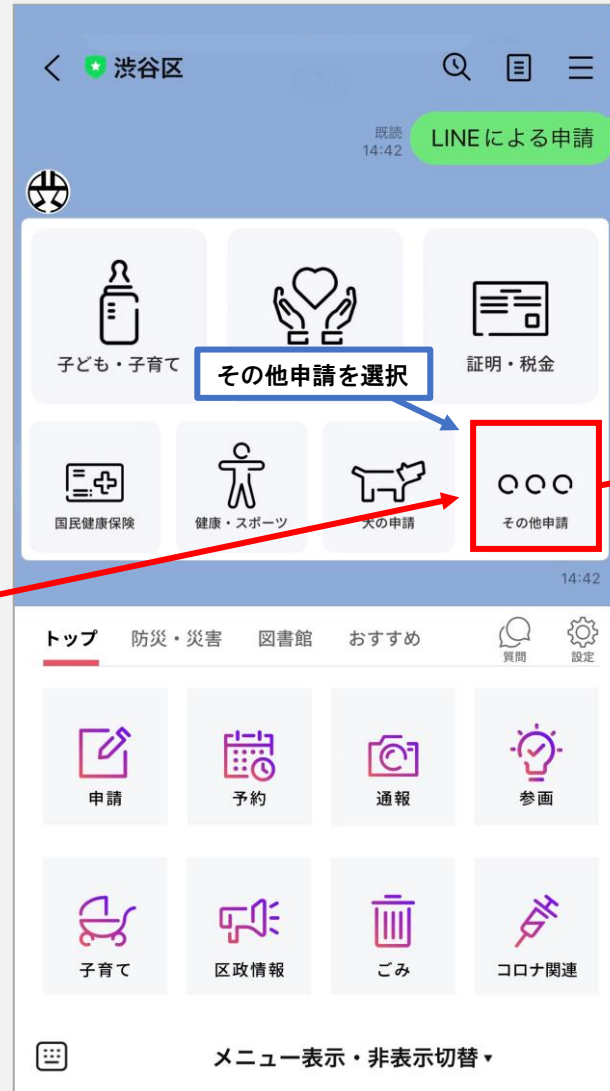 渋谷区
既読
14:42
LINEによる申請
子ども・子育て
証明・税金
その他申請を選択
国民健康保険
健康・スポーツ
犬の申請
その他申請
14:42
トップ
防災・災害
図書館
おすすめ
質問
設定
申請
予約
通報
参画
子育て
区政情報
ごみ
コロナ関連
メニュー表示・非表示切替▾